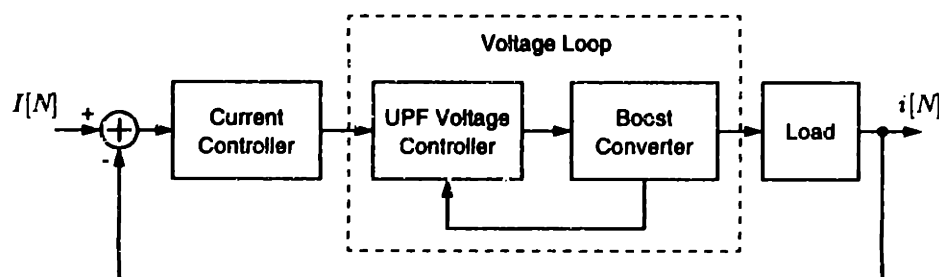 Voltage Loop
I[N]
+
-
Current
Controller
UPF Voltage
Controller
Boost
Converter
Load
i[N]